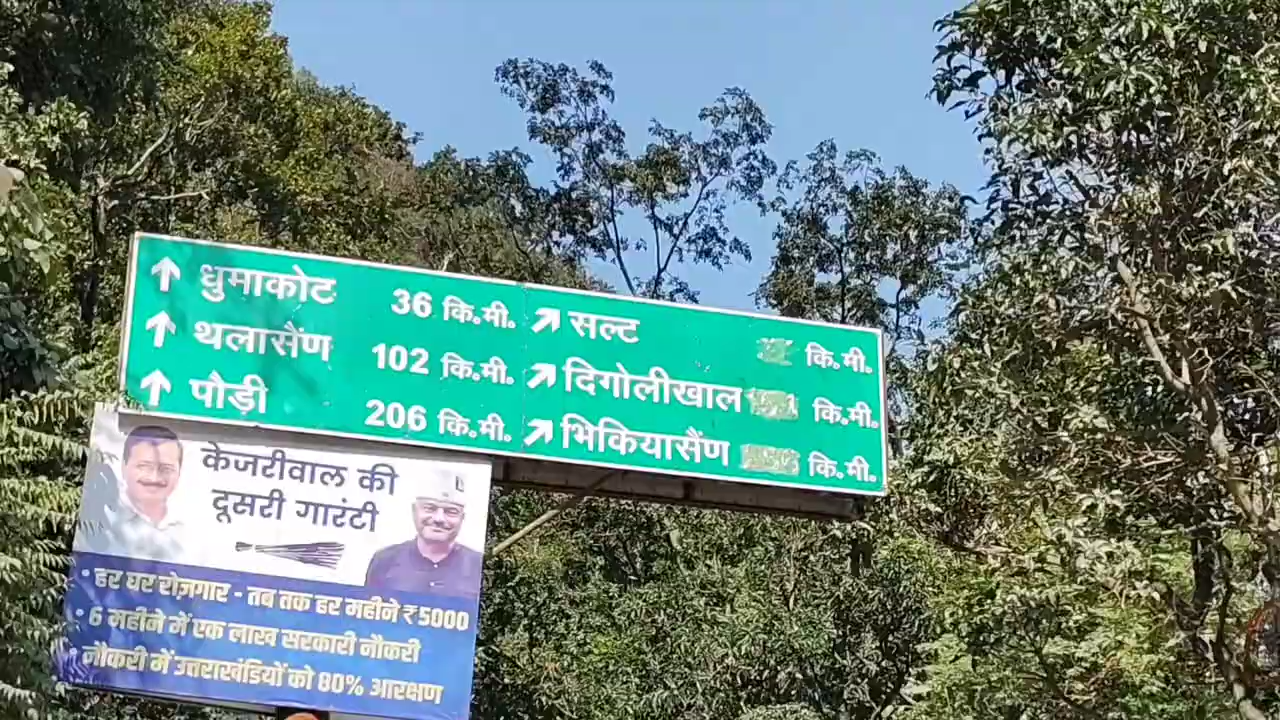 ↑ धुमाकोट 36 कि.मी. ↗ सल्ट कि.मी.
↑ थलासैंण 102 कि.मी. ↗ दिगोलीखाल कि.मी.
↑ पौड़ी 206 कि.मी. ↗ भिकियासैंण कि.मी.
केजरीवाल की
दूसरी गारंटी
• हर घर रोज़गार - तब तक हर महीने ₹5000
• 6 महीने में एक लाख सरकारी नौकरी
• नौकरी में उत्तराखंडियों को 80% आरक्षण